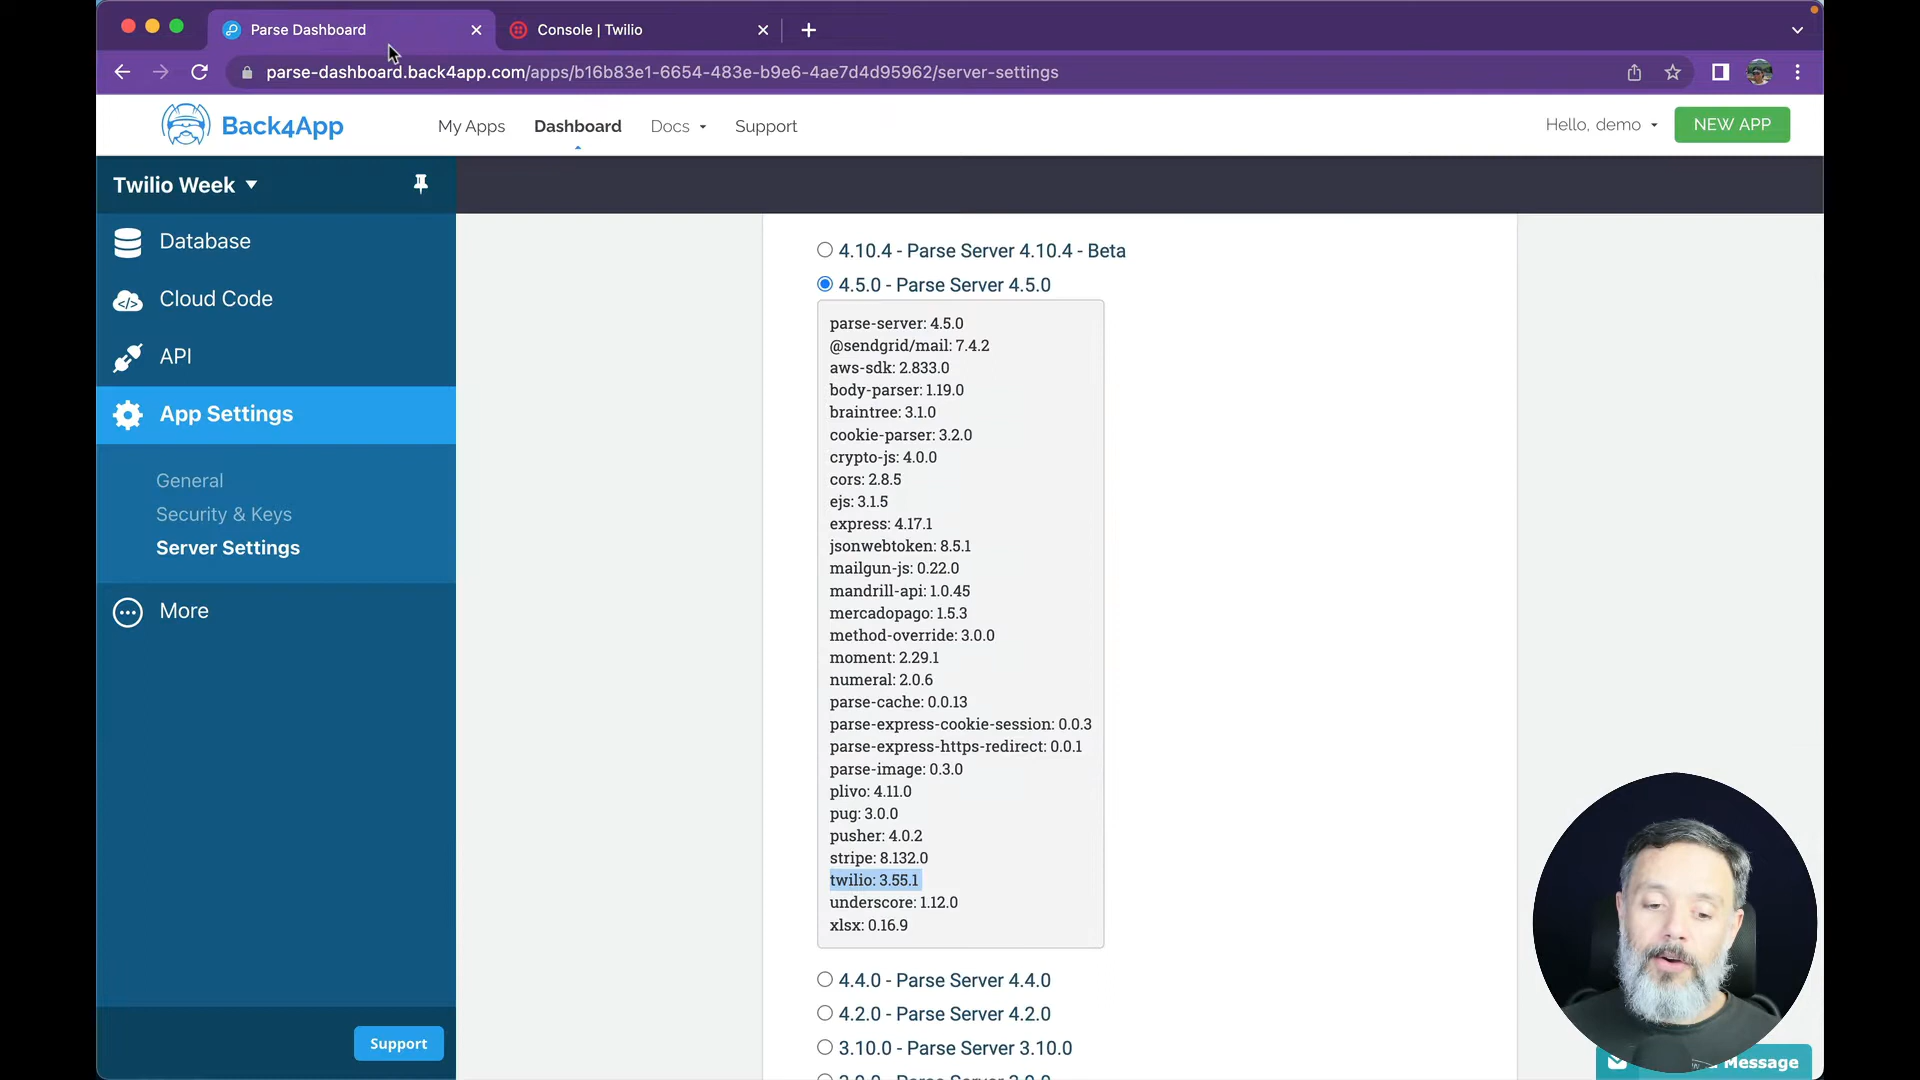 Parse Dashboard
Console | Twilio
parse-dashboard.back4app.com/apps/b16b83e1-6654-483e-b9e6-4ae7d4d95962/server-settings
Back4App
My Apps
Dashboard
Docs
Support
Hello, demo
NEW APP
Twilio Week
Database
Cloud Code
API
App Settings
General
Security & Keys
Server Settings
More
Support
4.10.4 - Parse Server 4.10.4 - Beta
4.5.0 - Parse Server 4.5.0
parse-server: 4.5.0
@sendgrid/mail: 7.4.2
aws-sdk: 2.833.0
body-parser: 1.19.0
braintree: 3.1.0
cookie-parser: 3.2.0
crypto-js: 4.0.0
cors: 2.8.5
ejs: 3.1.5
express: 4.17.1
jsonwebtoken: 8.5.1
mailgun-js: 0.22.0
mandrill-api: 1.0.45
mercadopago: 1.5.3
method-override: 3.0.0
moment: 2.29.1
numeral: 2.0.6
parse-cache: 0.0.13
parse-express-cookie-session: 0.0.3
parse-express-https-redirect: 0.0.1
parse-image: 0.3.0
plivo: 4.11.0
pug: 3.0.0
pusher: 4.0.2
stripe: 8.132.0
twilio: 3.55.1
underscore: 1.12.0
xlsx: 0.16.9
4.4.0 - Parse Server 4.4.0
4.2.0 - Parse Server 4.2.0
3.10.0 - Parse Server 3.10.0
Message